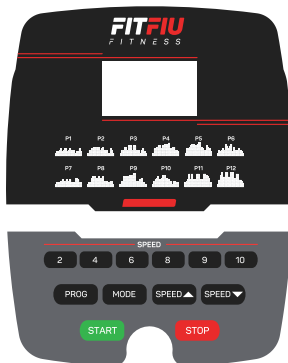 FITFIU
FITNESS
P1 P2 P3 P4 P5 P6
P7 P8 P9 P10 P11 P12
SPEED
2 4 6 8 9 10
PROG MODE SPEED▲ SPEED▼
START STOP